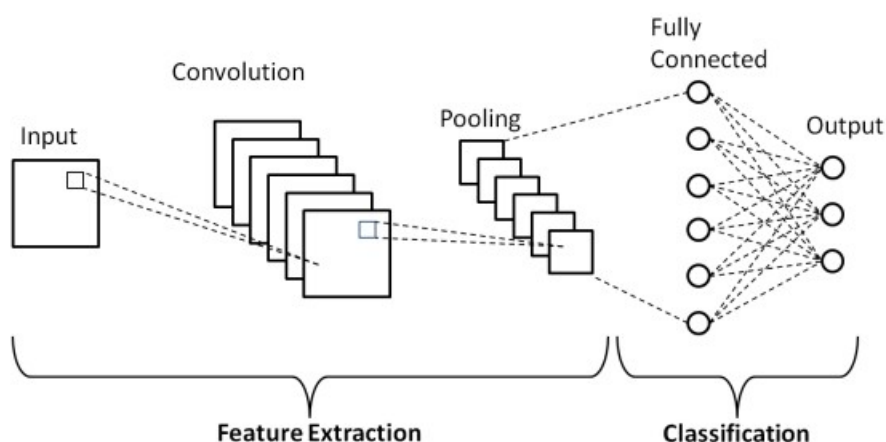 Input
Convolution
Pooling
Fully
Connected
Output
Feature Extraction
Classification